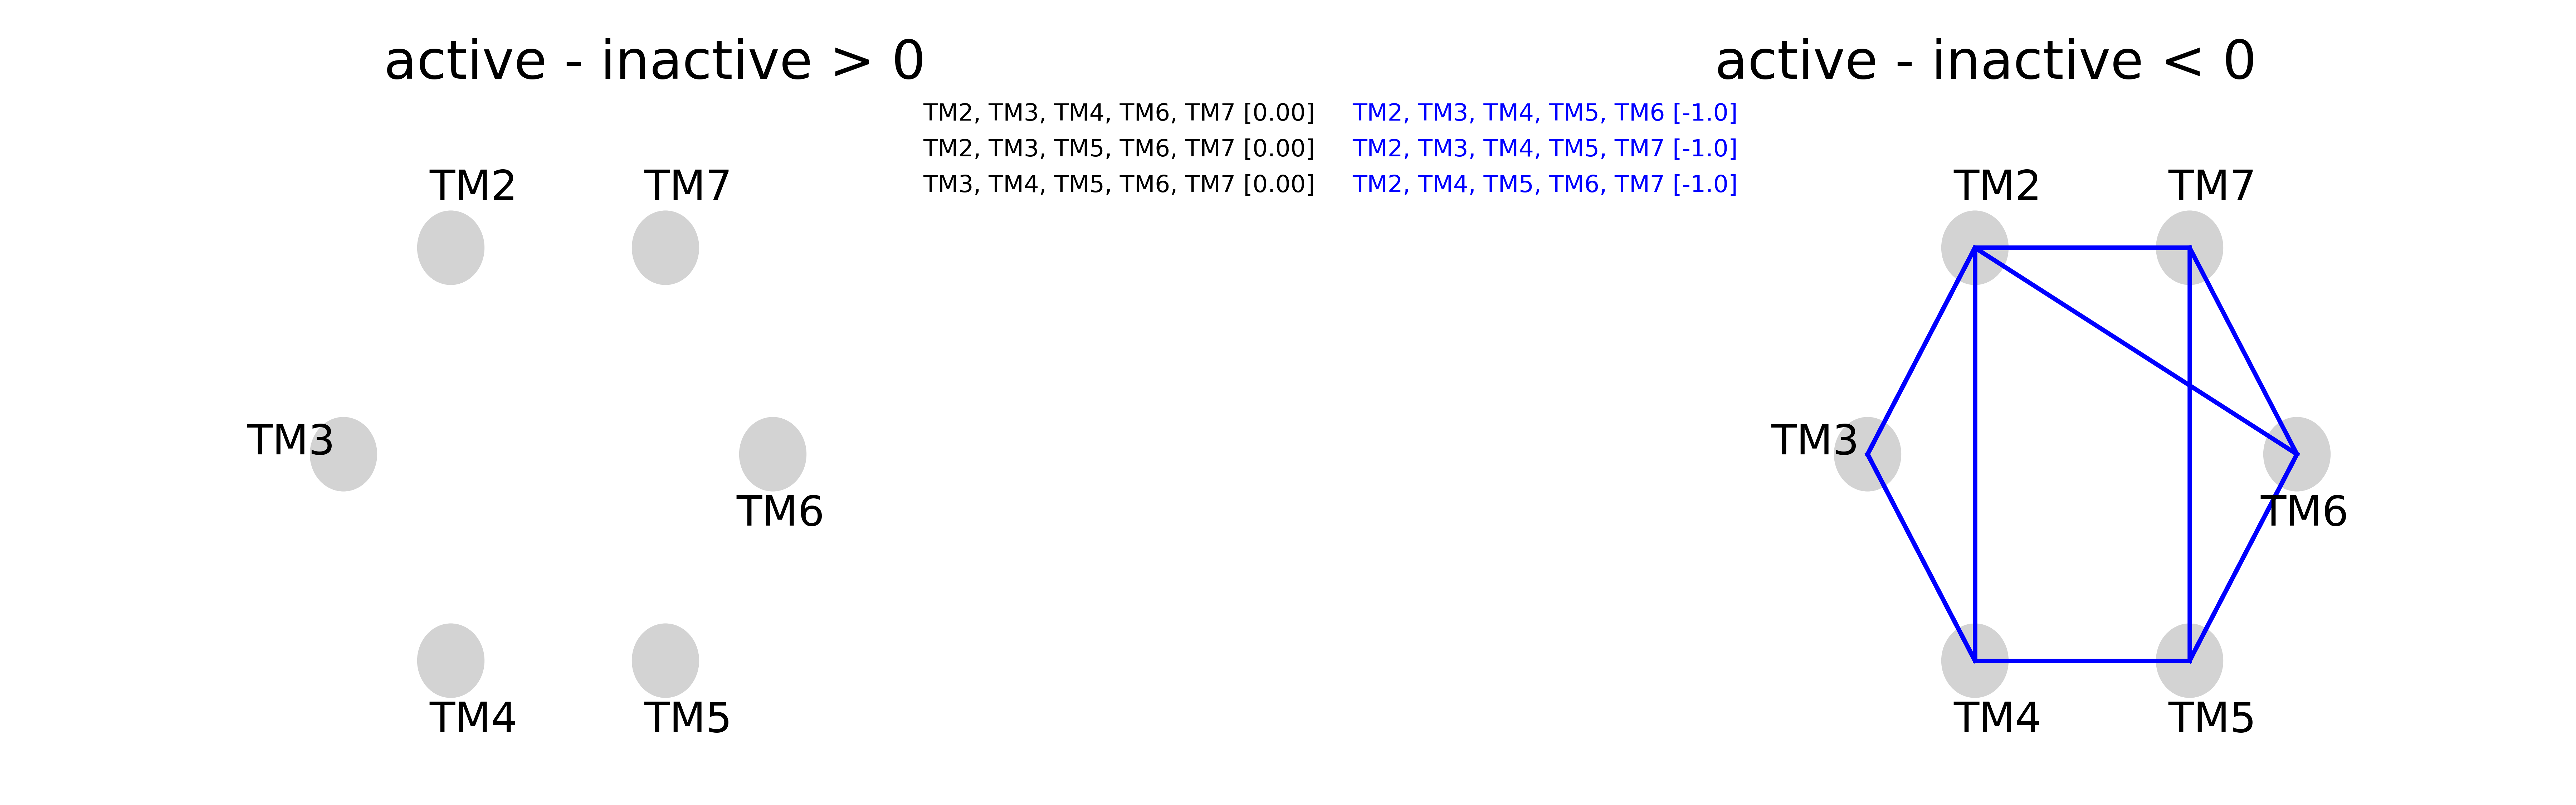 active - inactive > 0
active - inactive < 0
TM2, TM3, TM4, TM6, TM7 [0.00]
TM2, TM3, TM4, TM5, TM6 [-1.0]
TM2, TM3, TM5, TM6, TM7 [0.00]
TM2, TM3, TM4, TM5, TM7 [-1.0]
TM3, TM4, TM5, TM6, TM7 [0.00]
TM2, TM4, TM5, TM6, TM7 [-1.0]
TM2
TM7
TM3
TM6
TM4
TM5
TM2
TM7
TM3
TM6
TM4
TM5